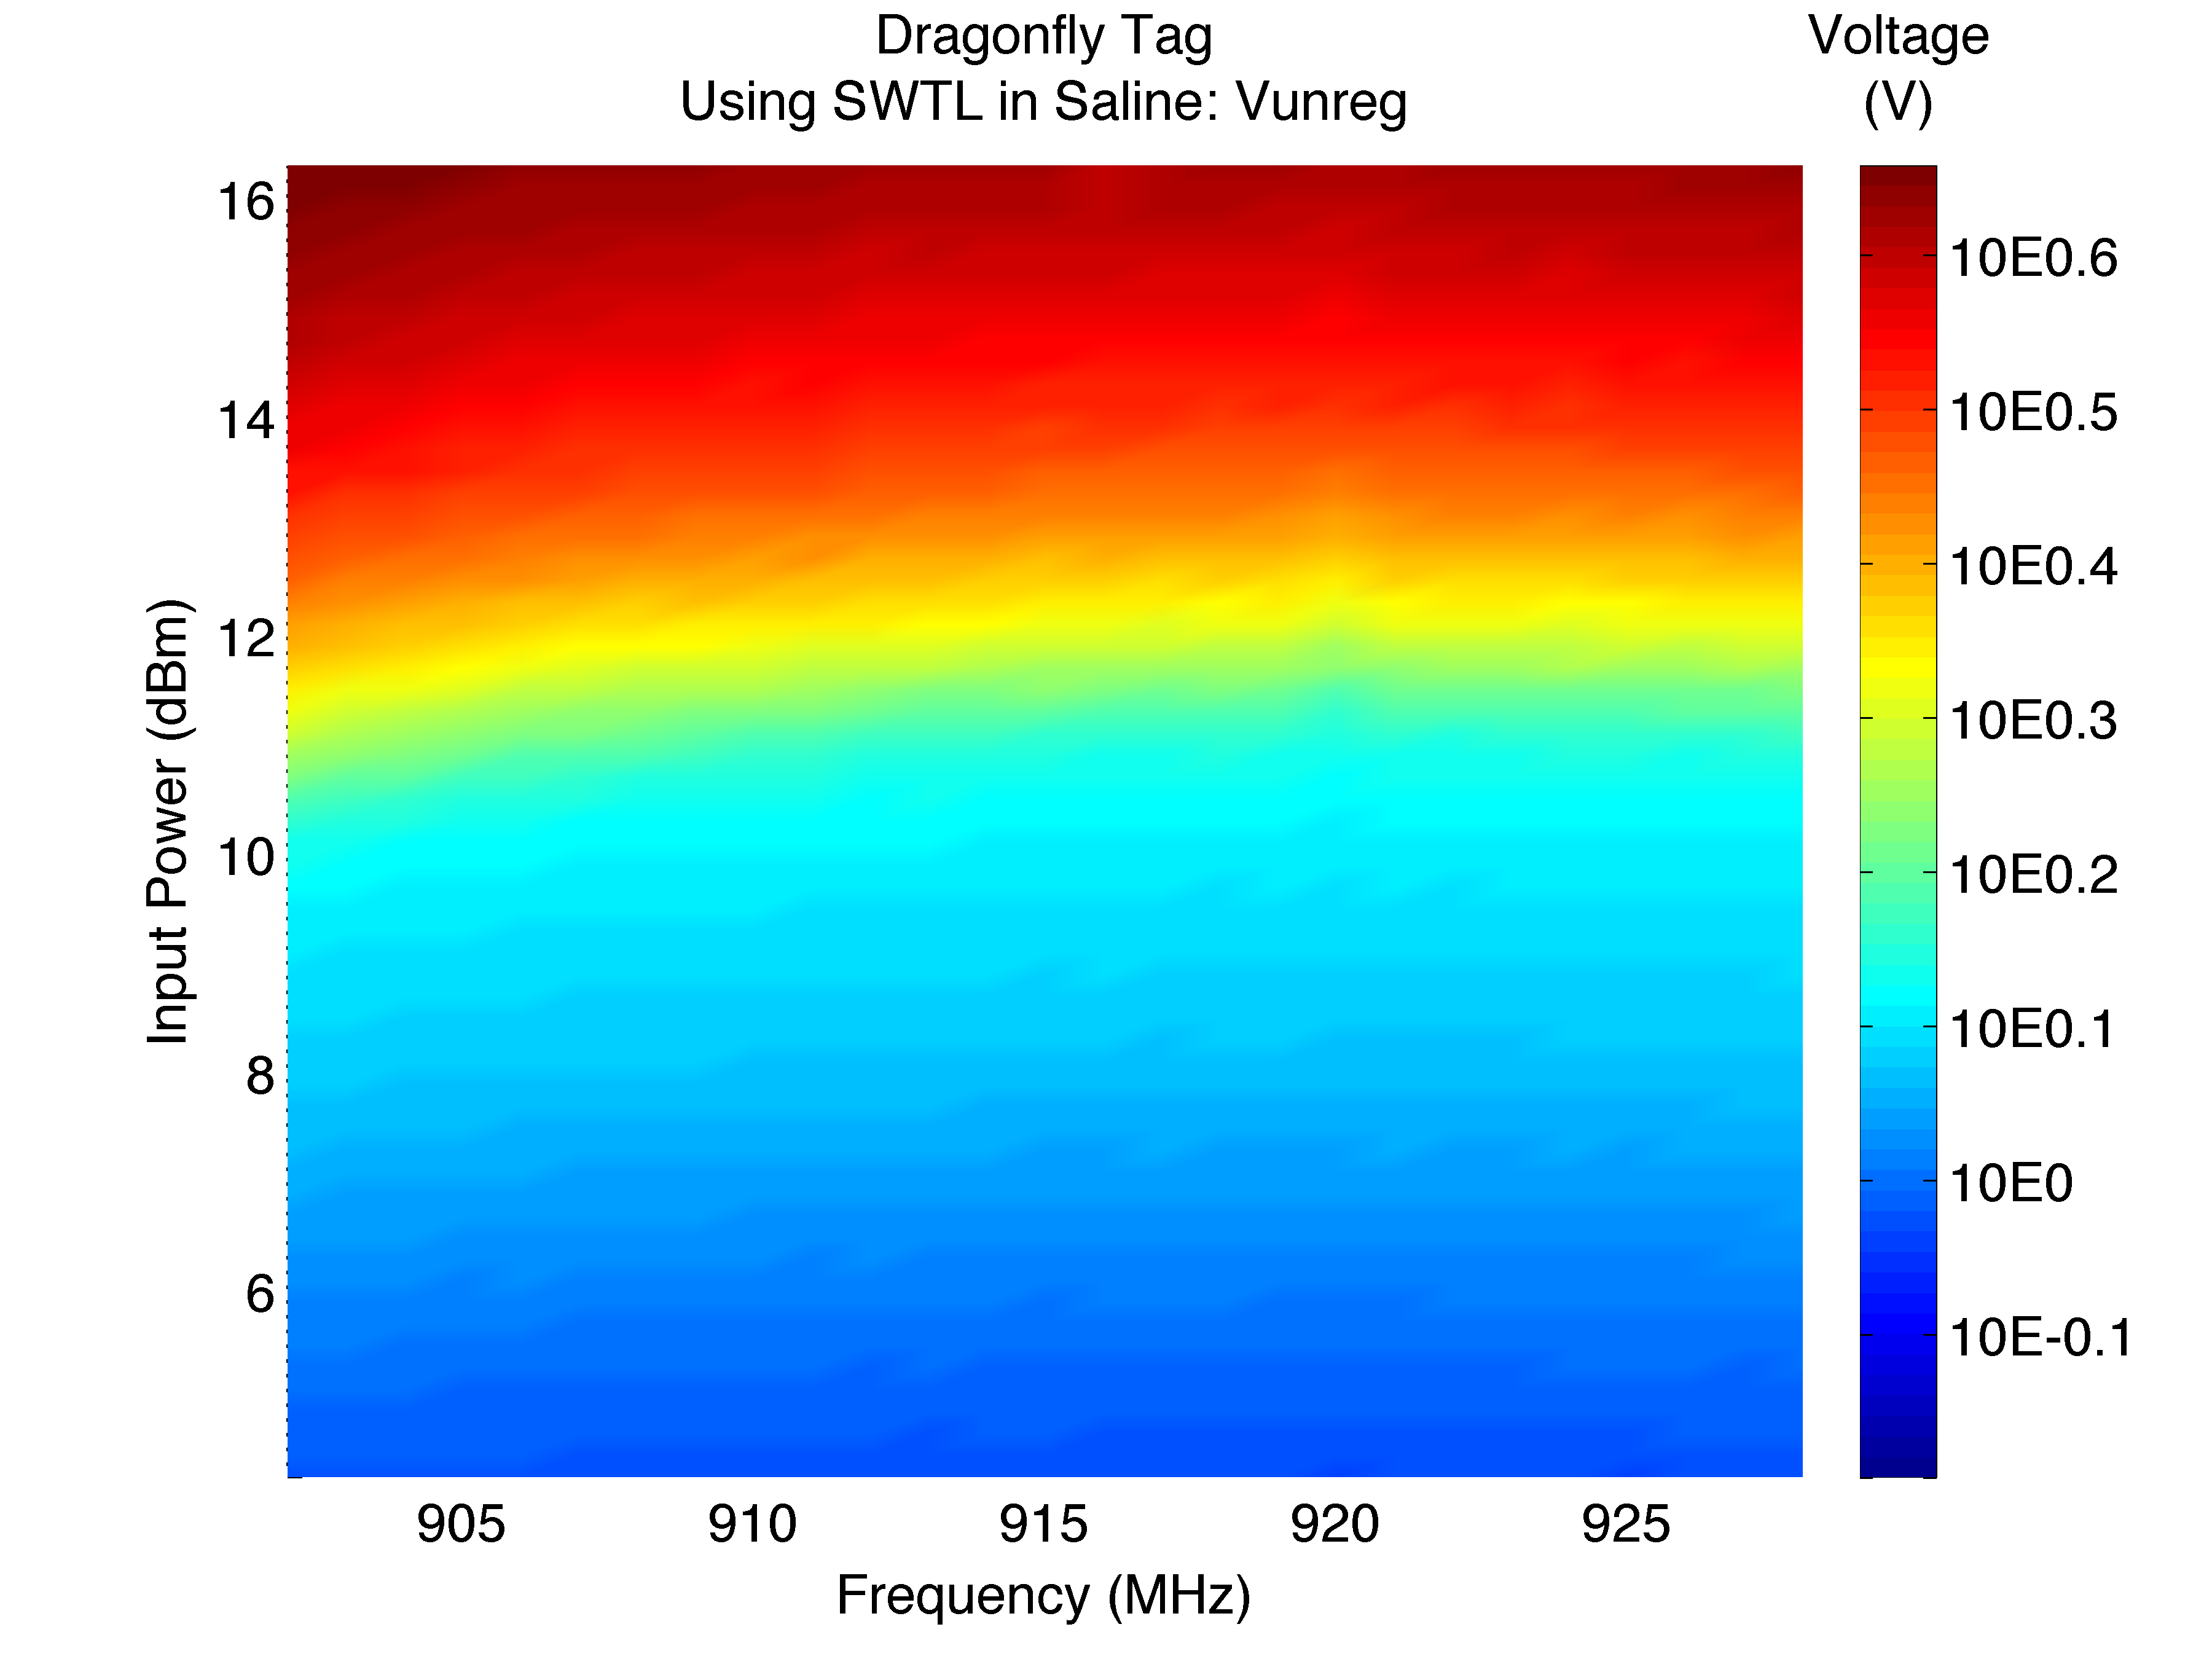 Dragonfly Tag
Using SWTL in Saline: Vunreg
Voltage
(V)
16
14
12
10
8
6
Input Power (dBm)
905 910 915 920 925
Frequency (MHz)
10E0.6
10E0.5
10E0.4
10E0.3
10E0.2
10E0.1
10E0
10E-0.1